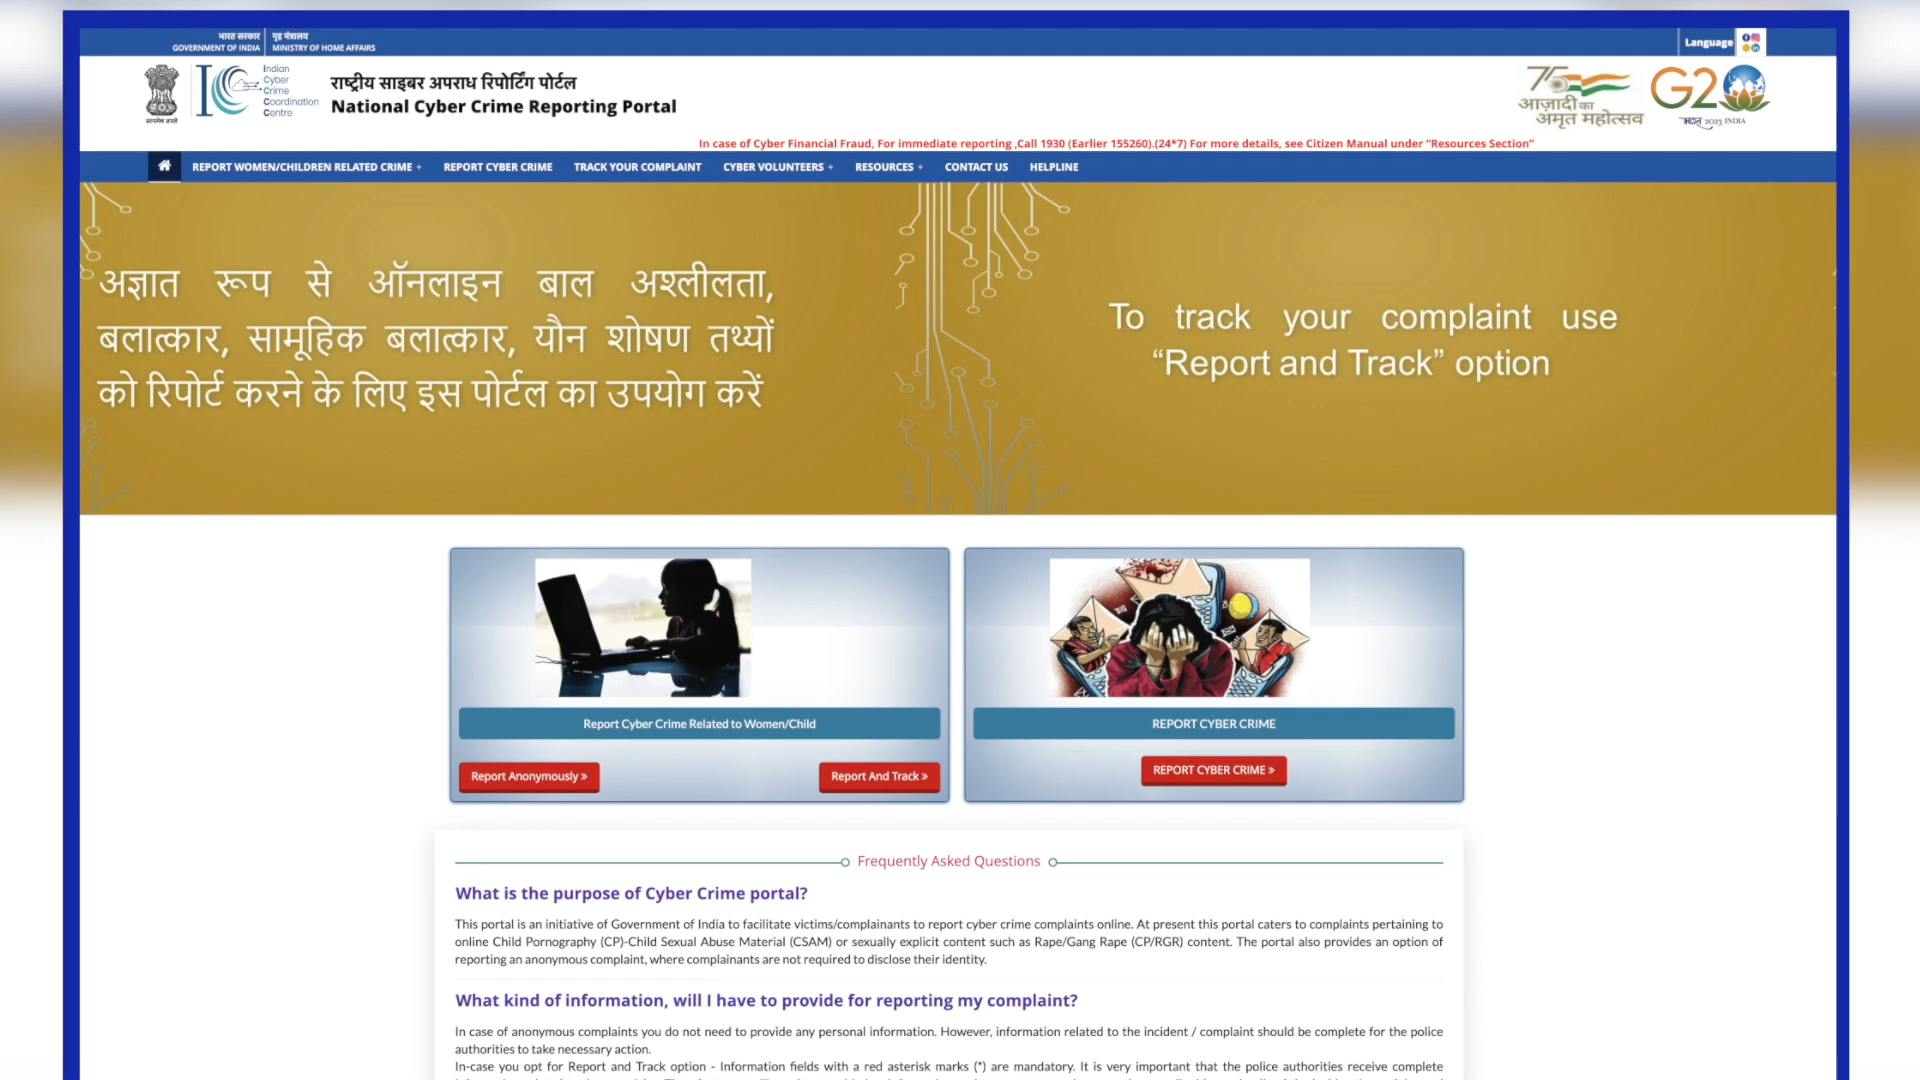 भारत सरकार
GOVERNMENT OF INDIA
गृह मंत्रालय
MINISTRY OF HOME AFFAIRS
Language
सत्यमेव जयते
Indian
Cyber
Crime
Coordination
Centre
राष्ट्रीय साइबर अपराध रिपोर्टिंग पोर्टल
National Cyber Crime Reporting Portal
75
आज़ादी का
अमृत महोत्सव
G20
भारत 2023 INDIA
In case of Cyber Financial Fraud, For immediate reporting ,Call 1930 (Earlier 155260).(24*7) For more details, see Citizen Manual under “Resources Section”
REPORT WOMEN/CHILDREN RELATED CRIME +
REPORT CYBER CRIME
TRACK YOUR COMPLAINT
CYBER VOLUNTEERS +
RESOURCES +
CONTACT US
HELPLINE
अज्ञात रूप से ऑनलाइन बाल अश्लीलता,
बलात्कार, सामूहिक बलात्कार, यौन शोषण तथ्यों
को रिपोर्ट करने के लिए इस पोर्टल का उपयोग करें
To track your complaint use
“Report and Track” option
Report Cyber Crime Related to Women/Child
Report Anonymously »
Report And Track »
REPORT CYBER CRIME
REPORT CYBER CRIME »
Frequently Asked Questions
What is the purpose of Cyber Crime portal?
This portal is an initiative of Government of India to facilitate victims/complainants to report cyber crime complaints online. At present this portal caters to complaints pertaining to
online Child Pornography (CP)-Child Sexual Abuse Material (CSAM) or sexually explicit content such as Rape/Gang Rape (CP/RGR) content. The portal also provides an option of
reporting an anonymous complaint, where complainants are not required to disclose their identity.
What kind of information, will I have to provide for reporting my complaint?
In case of anonymous complaints you do not need to provide any personal information. However, information related to the incident / complaint should be complete for the police
authorities to take necessary action.
In-case you opt for Report and Track option - Information fields with a red asterisk marks (*) are mandatory. It is very important that the police authorities receive complete